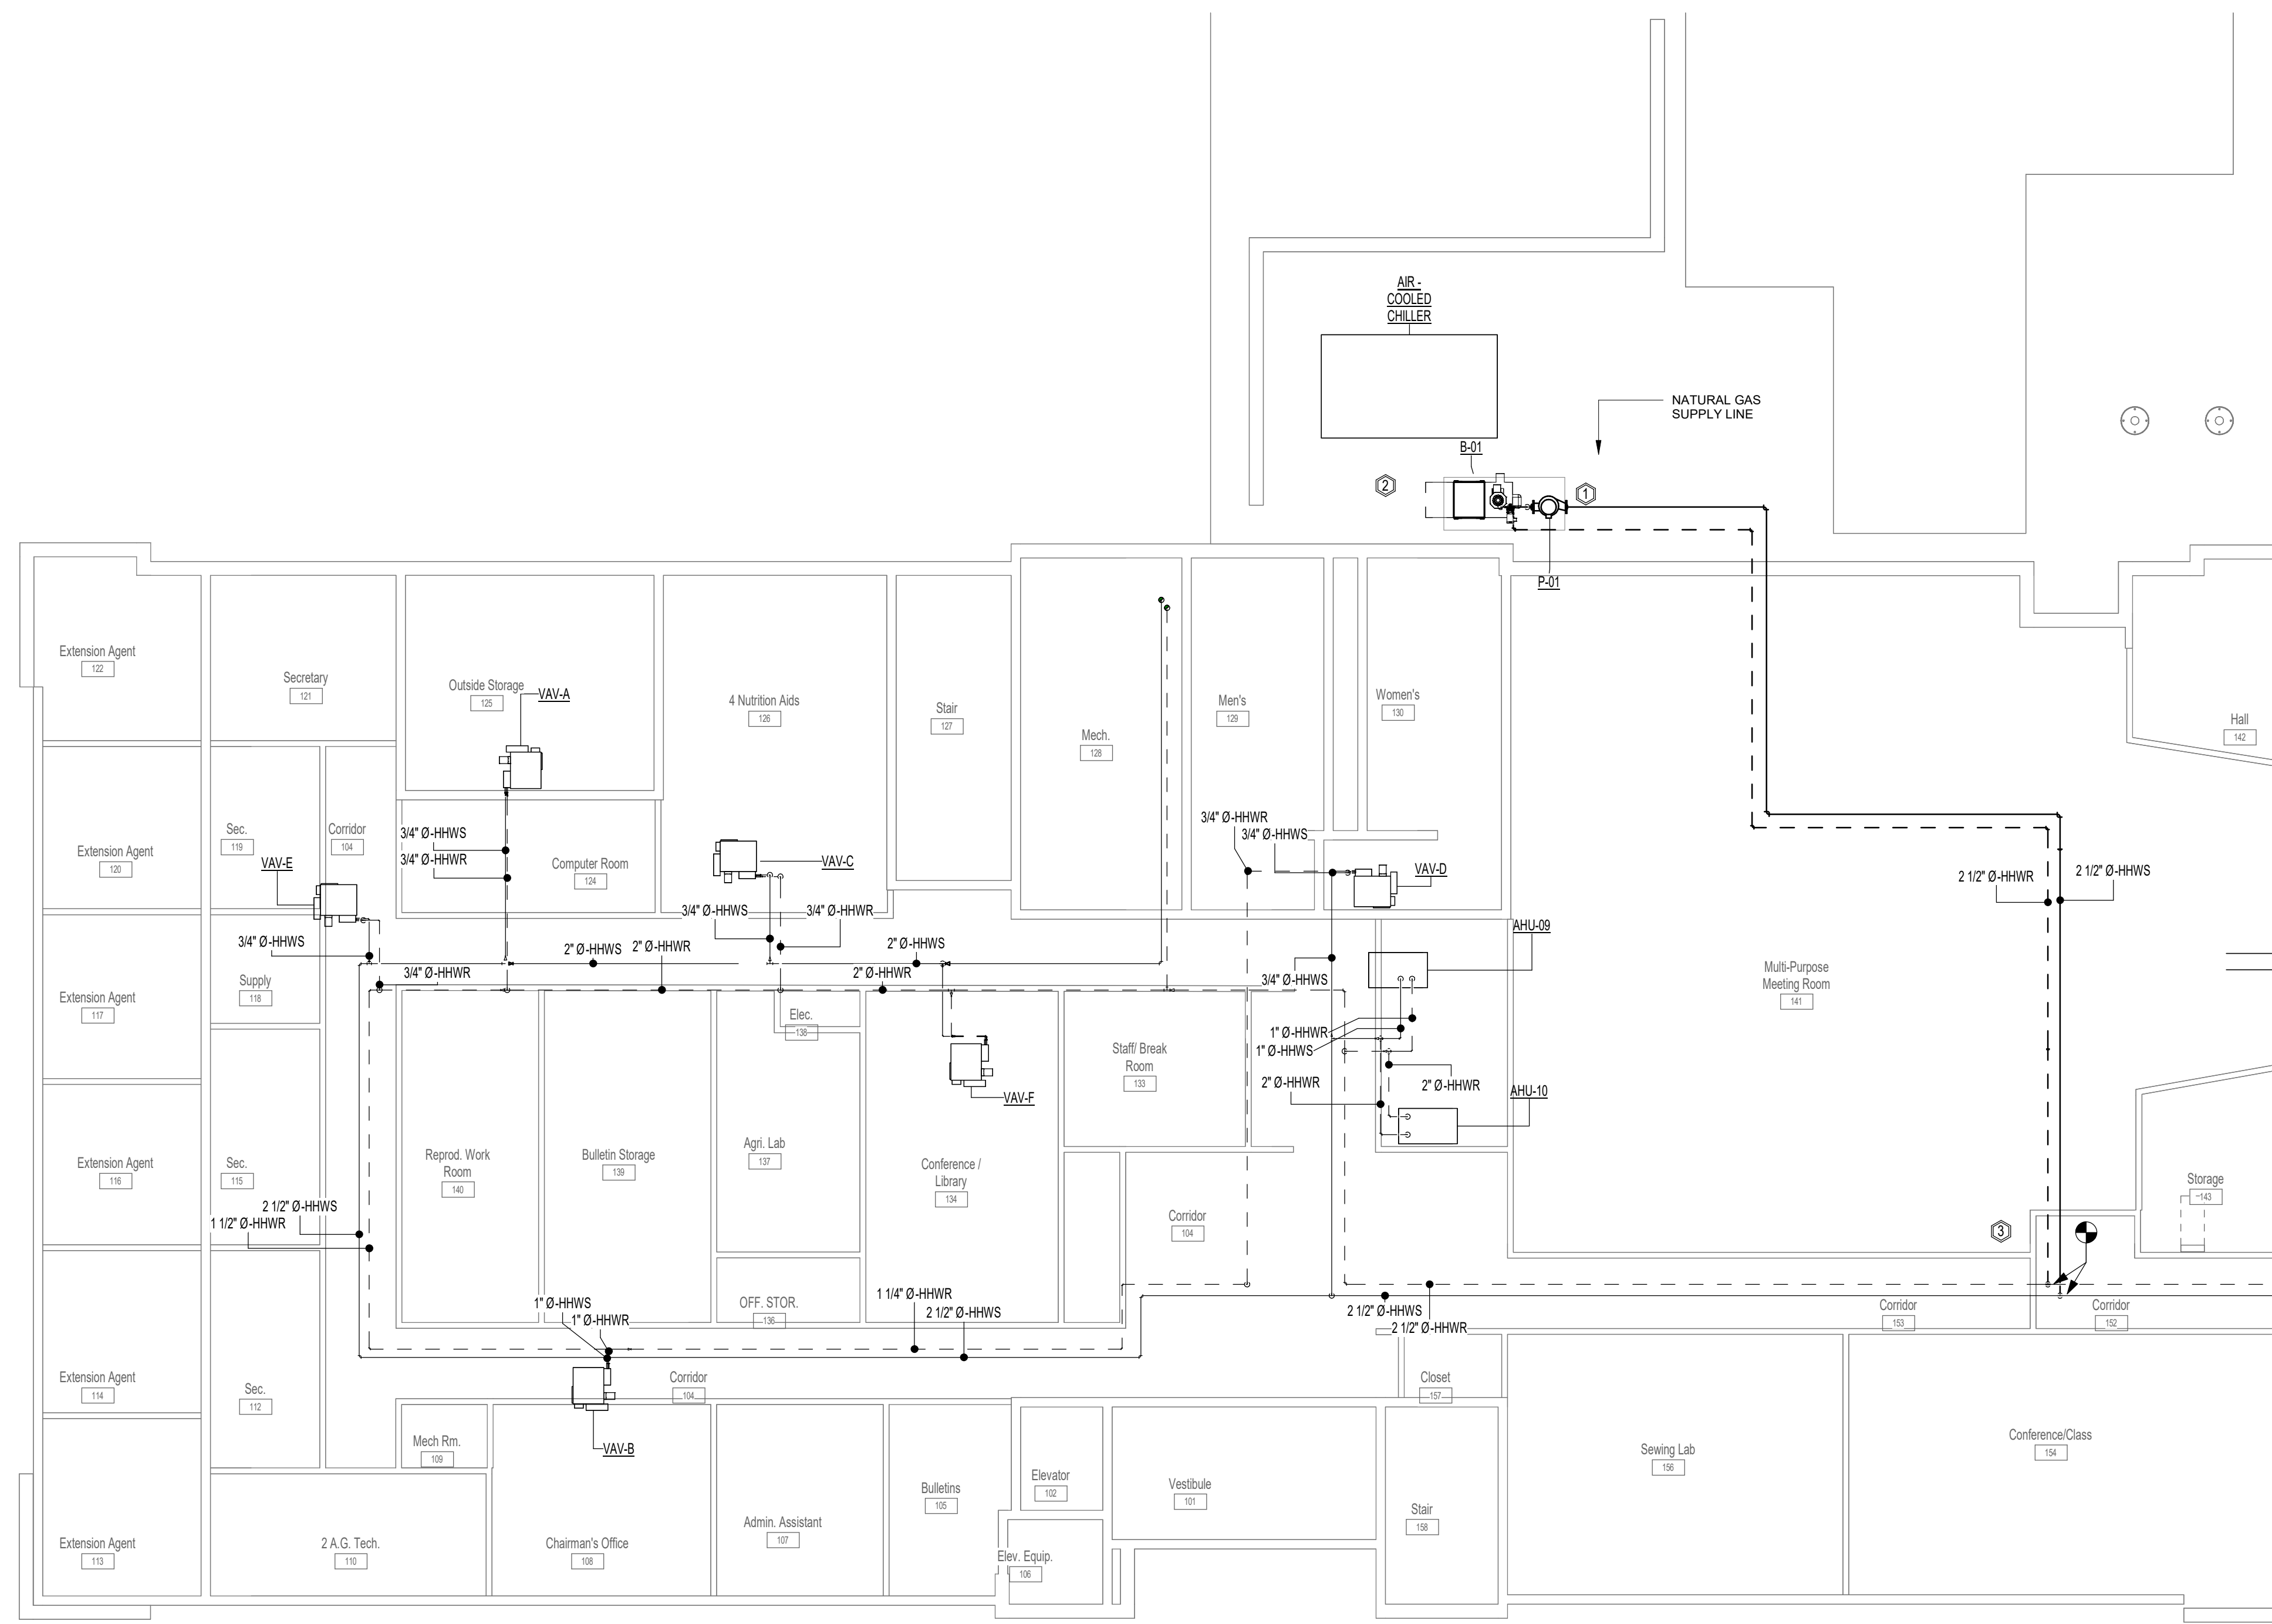 AIR -
COOLED
CHILLER
NATURAL GAS
SUPPLY LINE
B-01
2
1
P-01
Extension Agent
122
Secretary
121
Outside Storage
125
VAV-A
4 Nutrition Aids
126
Stair
127
Mech.
128
Men's
129
Women's
130
Hall
142
Extension Agent
120
Sec.
119
Corridor
104
VAV-E
3/4" Ø-HHWS
3/4" Ø-HHWR
Computer Room
124
VAV-C
3/4" Ø-HHWR
3/4" Ø-HHWS
VAV-D
2 1/2" Ø-HHWR
2 1/2" Ø-HHWS
3/4" Ø-HHWS
3/4" Ø-HHWR
AHU-09
3/4" Ø-HHWS
2" Ø-HHWS
2" Ø-HHWR
2" Ø-HHWS
3/4" Ø-HHWR
2" Ø-HHWR
3/4" Ø-HHWS
Extension Agent
117
Supply
118
Elec.
138
Multi-Purpose
Meeting Room
141
1" Ø-HHWR
1" Ø-HHWS
Staff/ Break
Room
133
2" Ø-HHWR
2" Ø-HHWR
AHU-10
VAV-F
Extension Agent
116
Sec.
115
Reprod. Work
Room
140
Bulletin Storage
139
Agri. Lab
137
Conference /
Library
134
Storage
143
2 1/2" Ø-HHWS
1 1/2" Ø-HHWR
Corridor
104
3
1" Ø-HHWS
1" Ø-HHWR
OFF. STOR.
136
1 1/4" Ø-HHWR
2 1/2" Ø-HHWS
2 1/2" Ø-HHWS
2 1/2" Ø-HHWR
Corridor
153
Corridor
152
Extension Agent
114
Sec.
112
Corridor
104
Closet
157
Mech Rm.
109
VAV-B
Sewing Lab
156
Conference/Class
154
Bulletins
105
Elevator
102
Vestibule
101
Stair
158
Extension Agent
113
2 A.G. Tech.
110
Chairman's Office
108
Admin. Assistant
107
Elev. Equip.
106